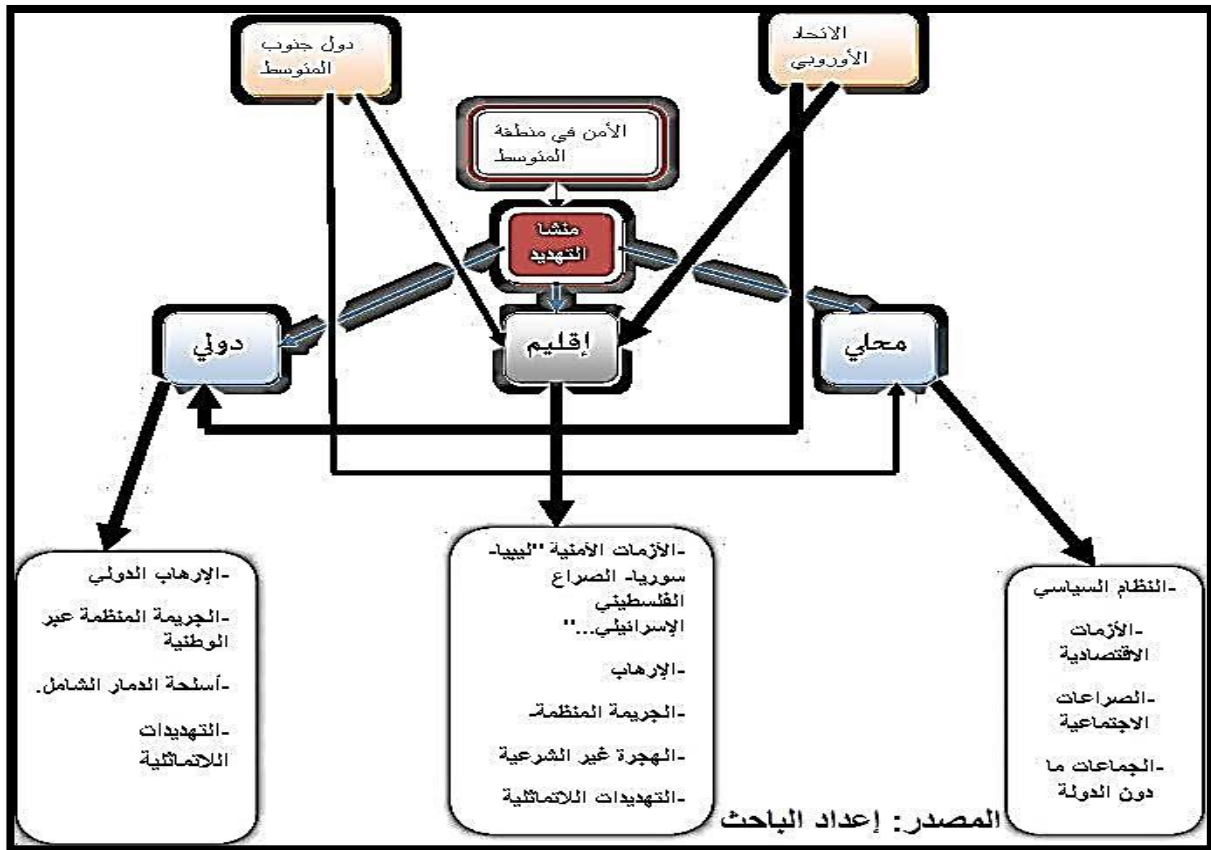 الاتحاد
الأوروبي
دول جنوب
المتوسط
الأمن في منطقة
المتوسط
منشا
التهديد
محلي
إقليم
دولي
-النظام السياسي
-الأزمات
الاقتصادية
-الصراعات
الاجتماعية
-الجماعات ما
دون الدولة
-الأزمات الأمنية "ليبيا-
سوريا- الصراع
الفلسطيني
الإسرائيلي..."
-الإرهاب
-الجريمة المنظمة
-الهجرة غير الشرعية
-التهديدات اللاتماثلية
-الإرهاب الدولي
-الجريمة المنظمة عبر
الوطنية
-أسلحة الدمار الشامل.
-التهديدات
اللاتماثلية
المصدر: إعداد الباحث